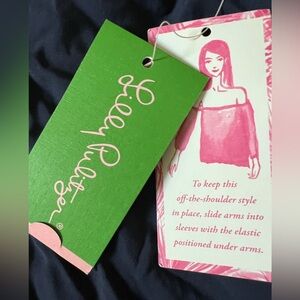 Lilly Pulitzer®
To keep this
off-the-shoulder style
in place, slide arms into
sleeves with the elastic
positioned under arms.